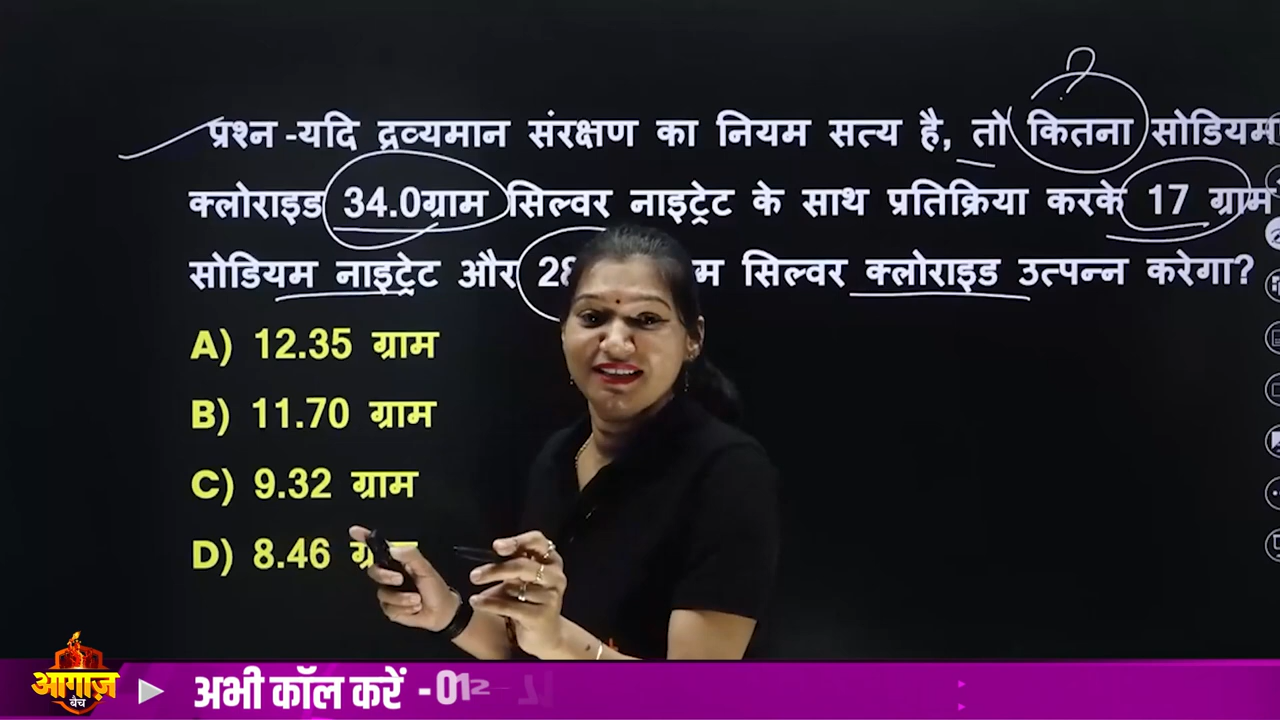 प्रश्न -यदि द्रव्यमान संरक्षण का नियम सत्य है, तो कितना सोडियम
क्लोराइड 34.0ग्राम सिल्वर नाइट्रेट के साथ प्रतिक्रिया करके 17 ग्राम
सोडियम नाइट्रेट और सिल्वर क्लोराइड उत्पन्न करेगा?
A) 12.35 ग्राम
B) 11.70 ग्राम
C) 9.32 ग्राम
D) 8.46
?
आगाज़
बैच
अभी कॉल करें -012